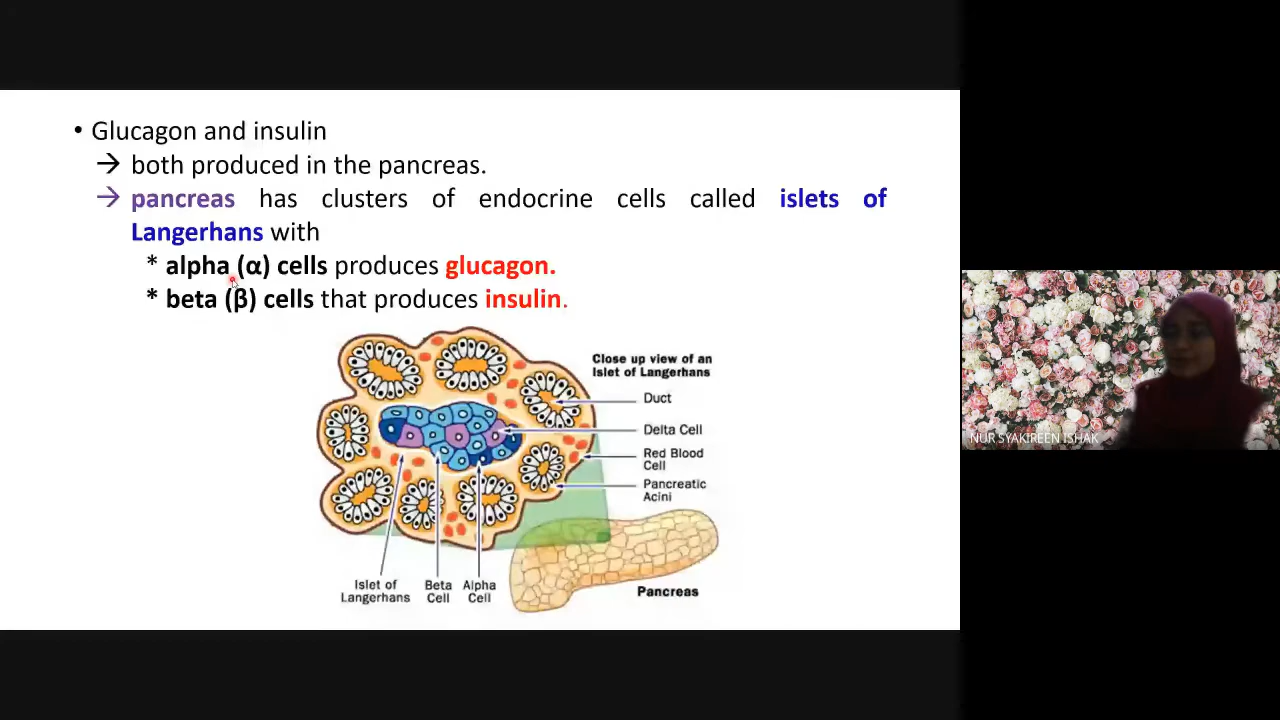 • Glucagon and insulin
→ both produced in the pancreas.
→ pancreas has clusters of endocrine cells called islets of
Langerhans with
* alpha (α) cells produces glucagon.
* beta (β) cells that produces insulin.
Close up view of an
Islet of Langerhans
Duct
Delta Cell
Red Blood
Cell
Pancreatic
Acini
Islet of
Langerhans
Beta
Cell
Alpha
Cell
Pancreas
NUR SYAKIREEN ISHAK